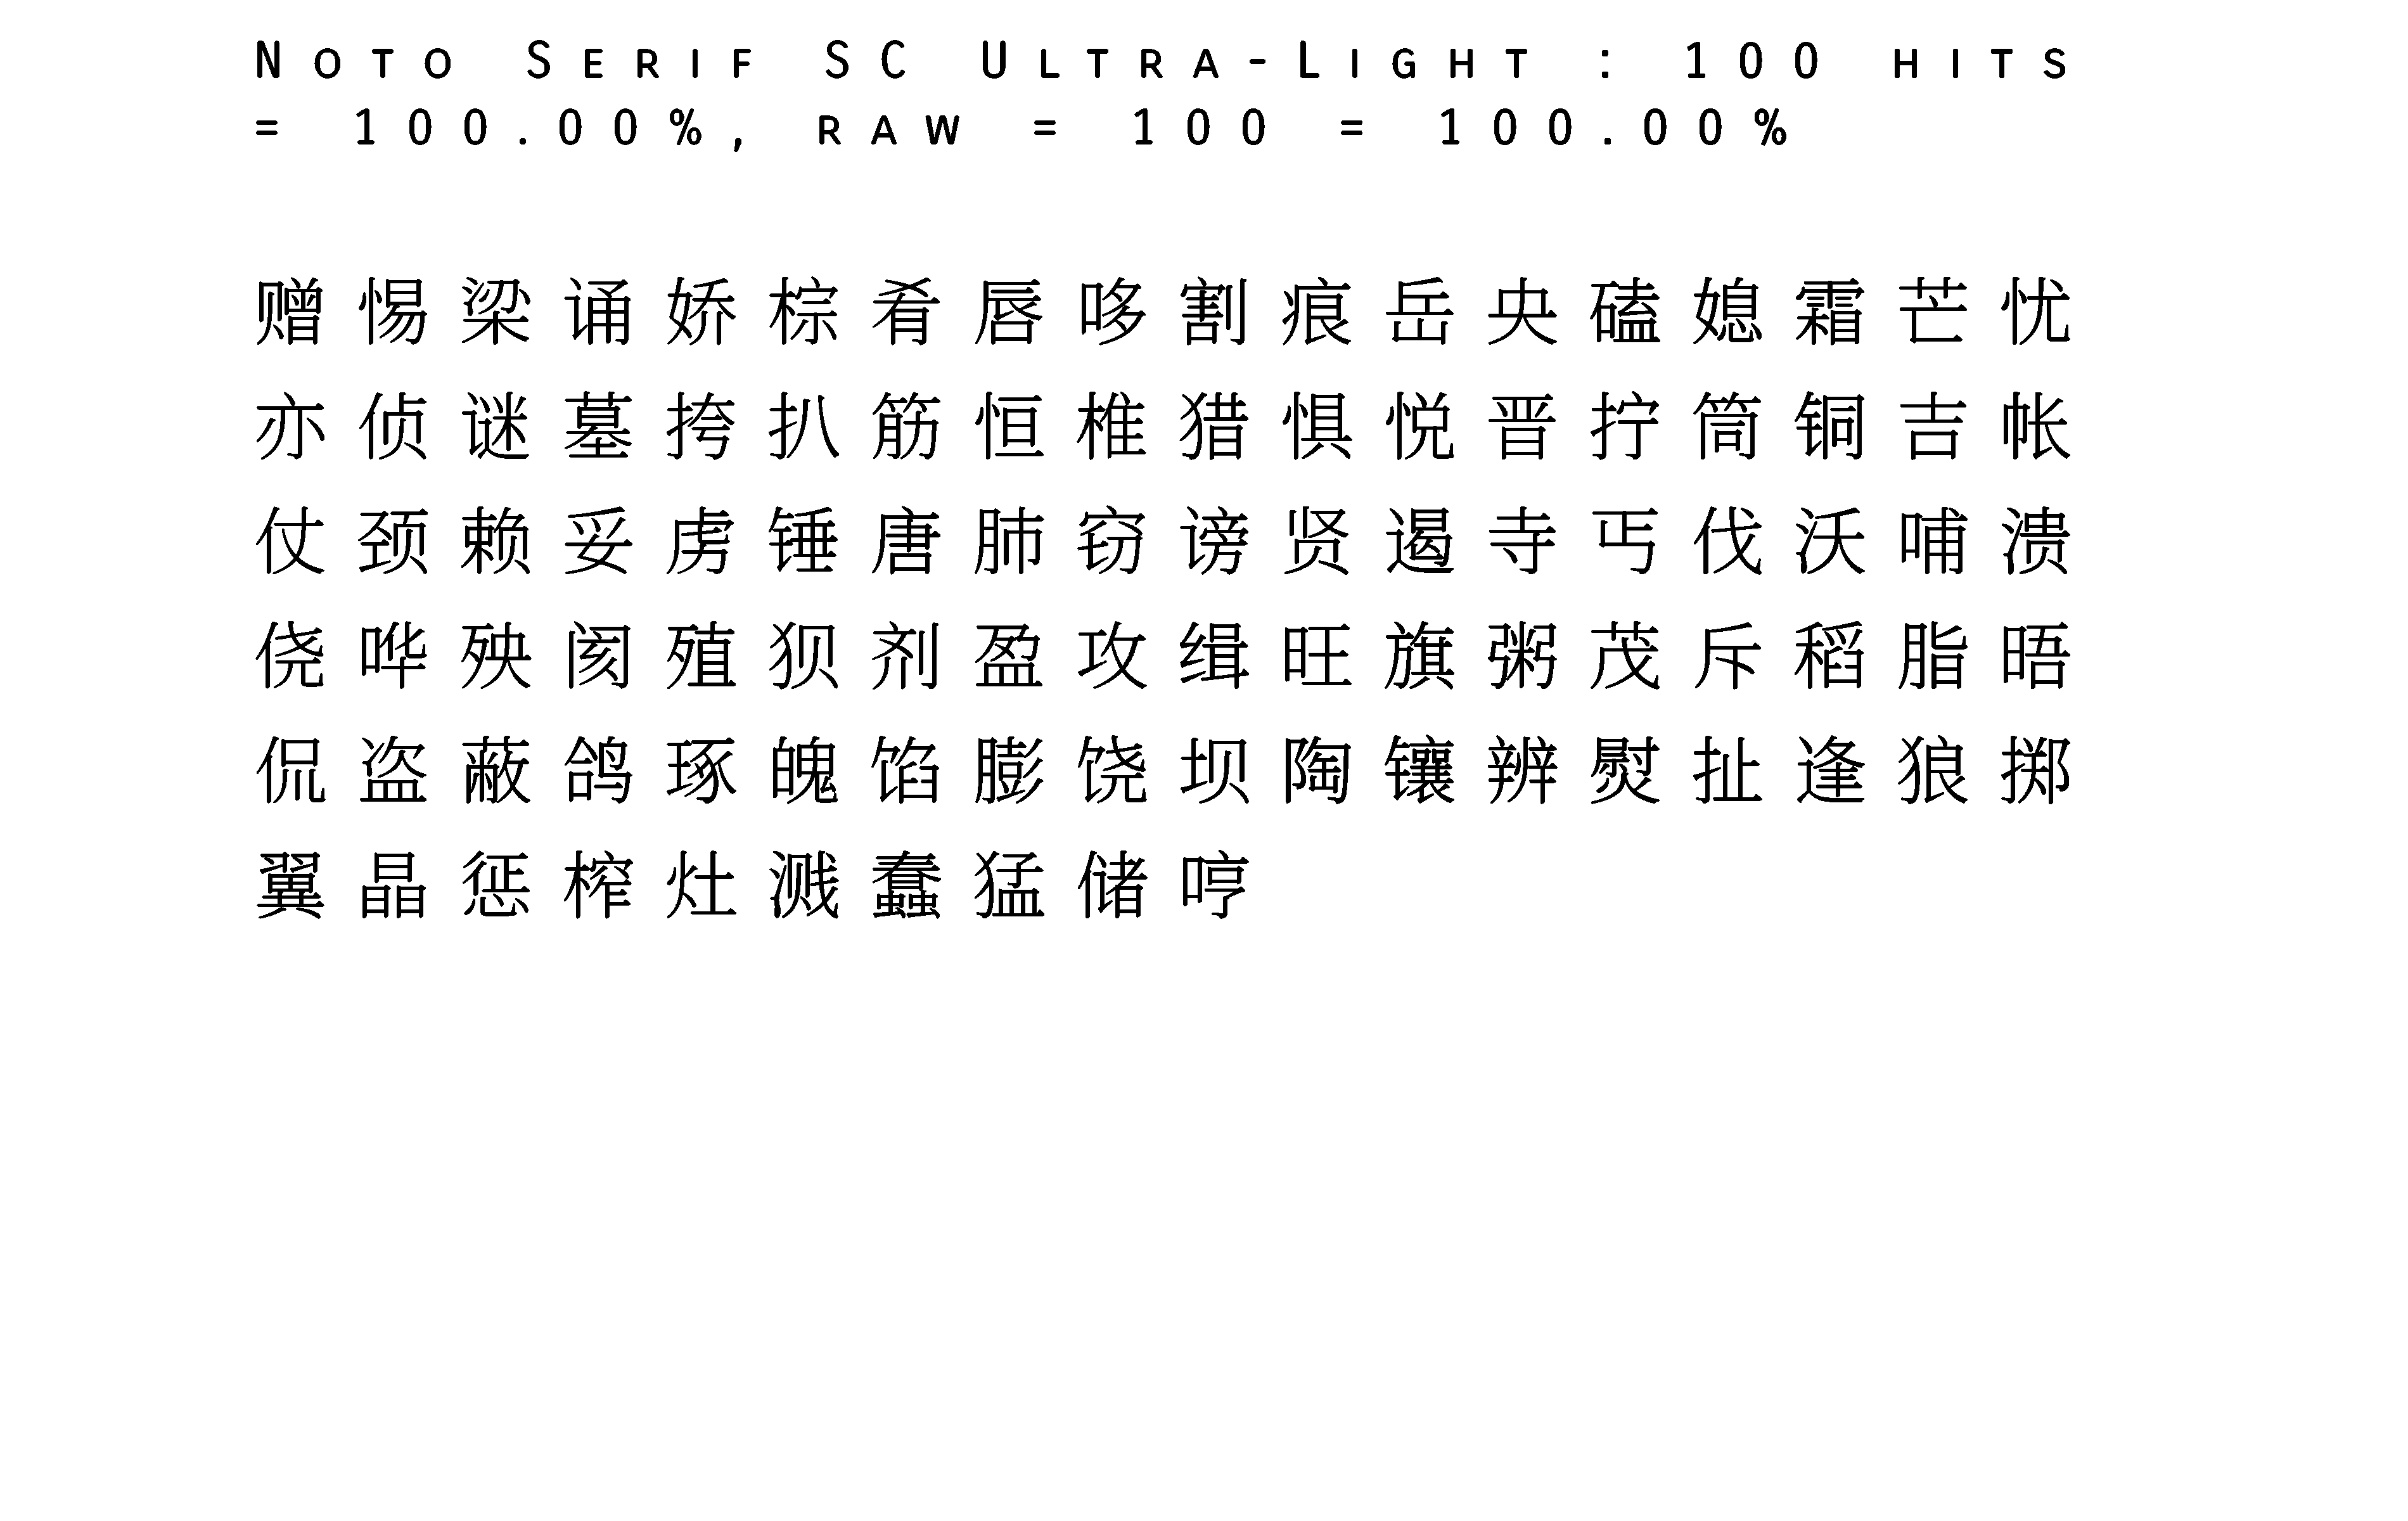 Noto Serif SC Ultra-Light : 100 hits
= 100.00%, raw = 100 = 100.00%
赠惕梁诵娇棕肴唇哆割痕岳央磕媳霜芒忧
亦侦谜墓挎扒筋恒椎猎惧悦晋拧筒铜吉帐
仗颈赖妥虏锤唐肺窃谤贤遏寺丐伐沃哺溃
侥哗殃阂殖狈剂盈攻缉旺旗粥茂斥稻脂晤
侃盗蔽鸽琢魄馅膨饶坝陶镶辨熨扯逢狼掷
翼晶惩榨灶溅蠢猛储哼